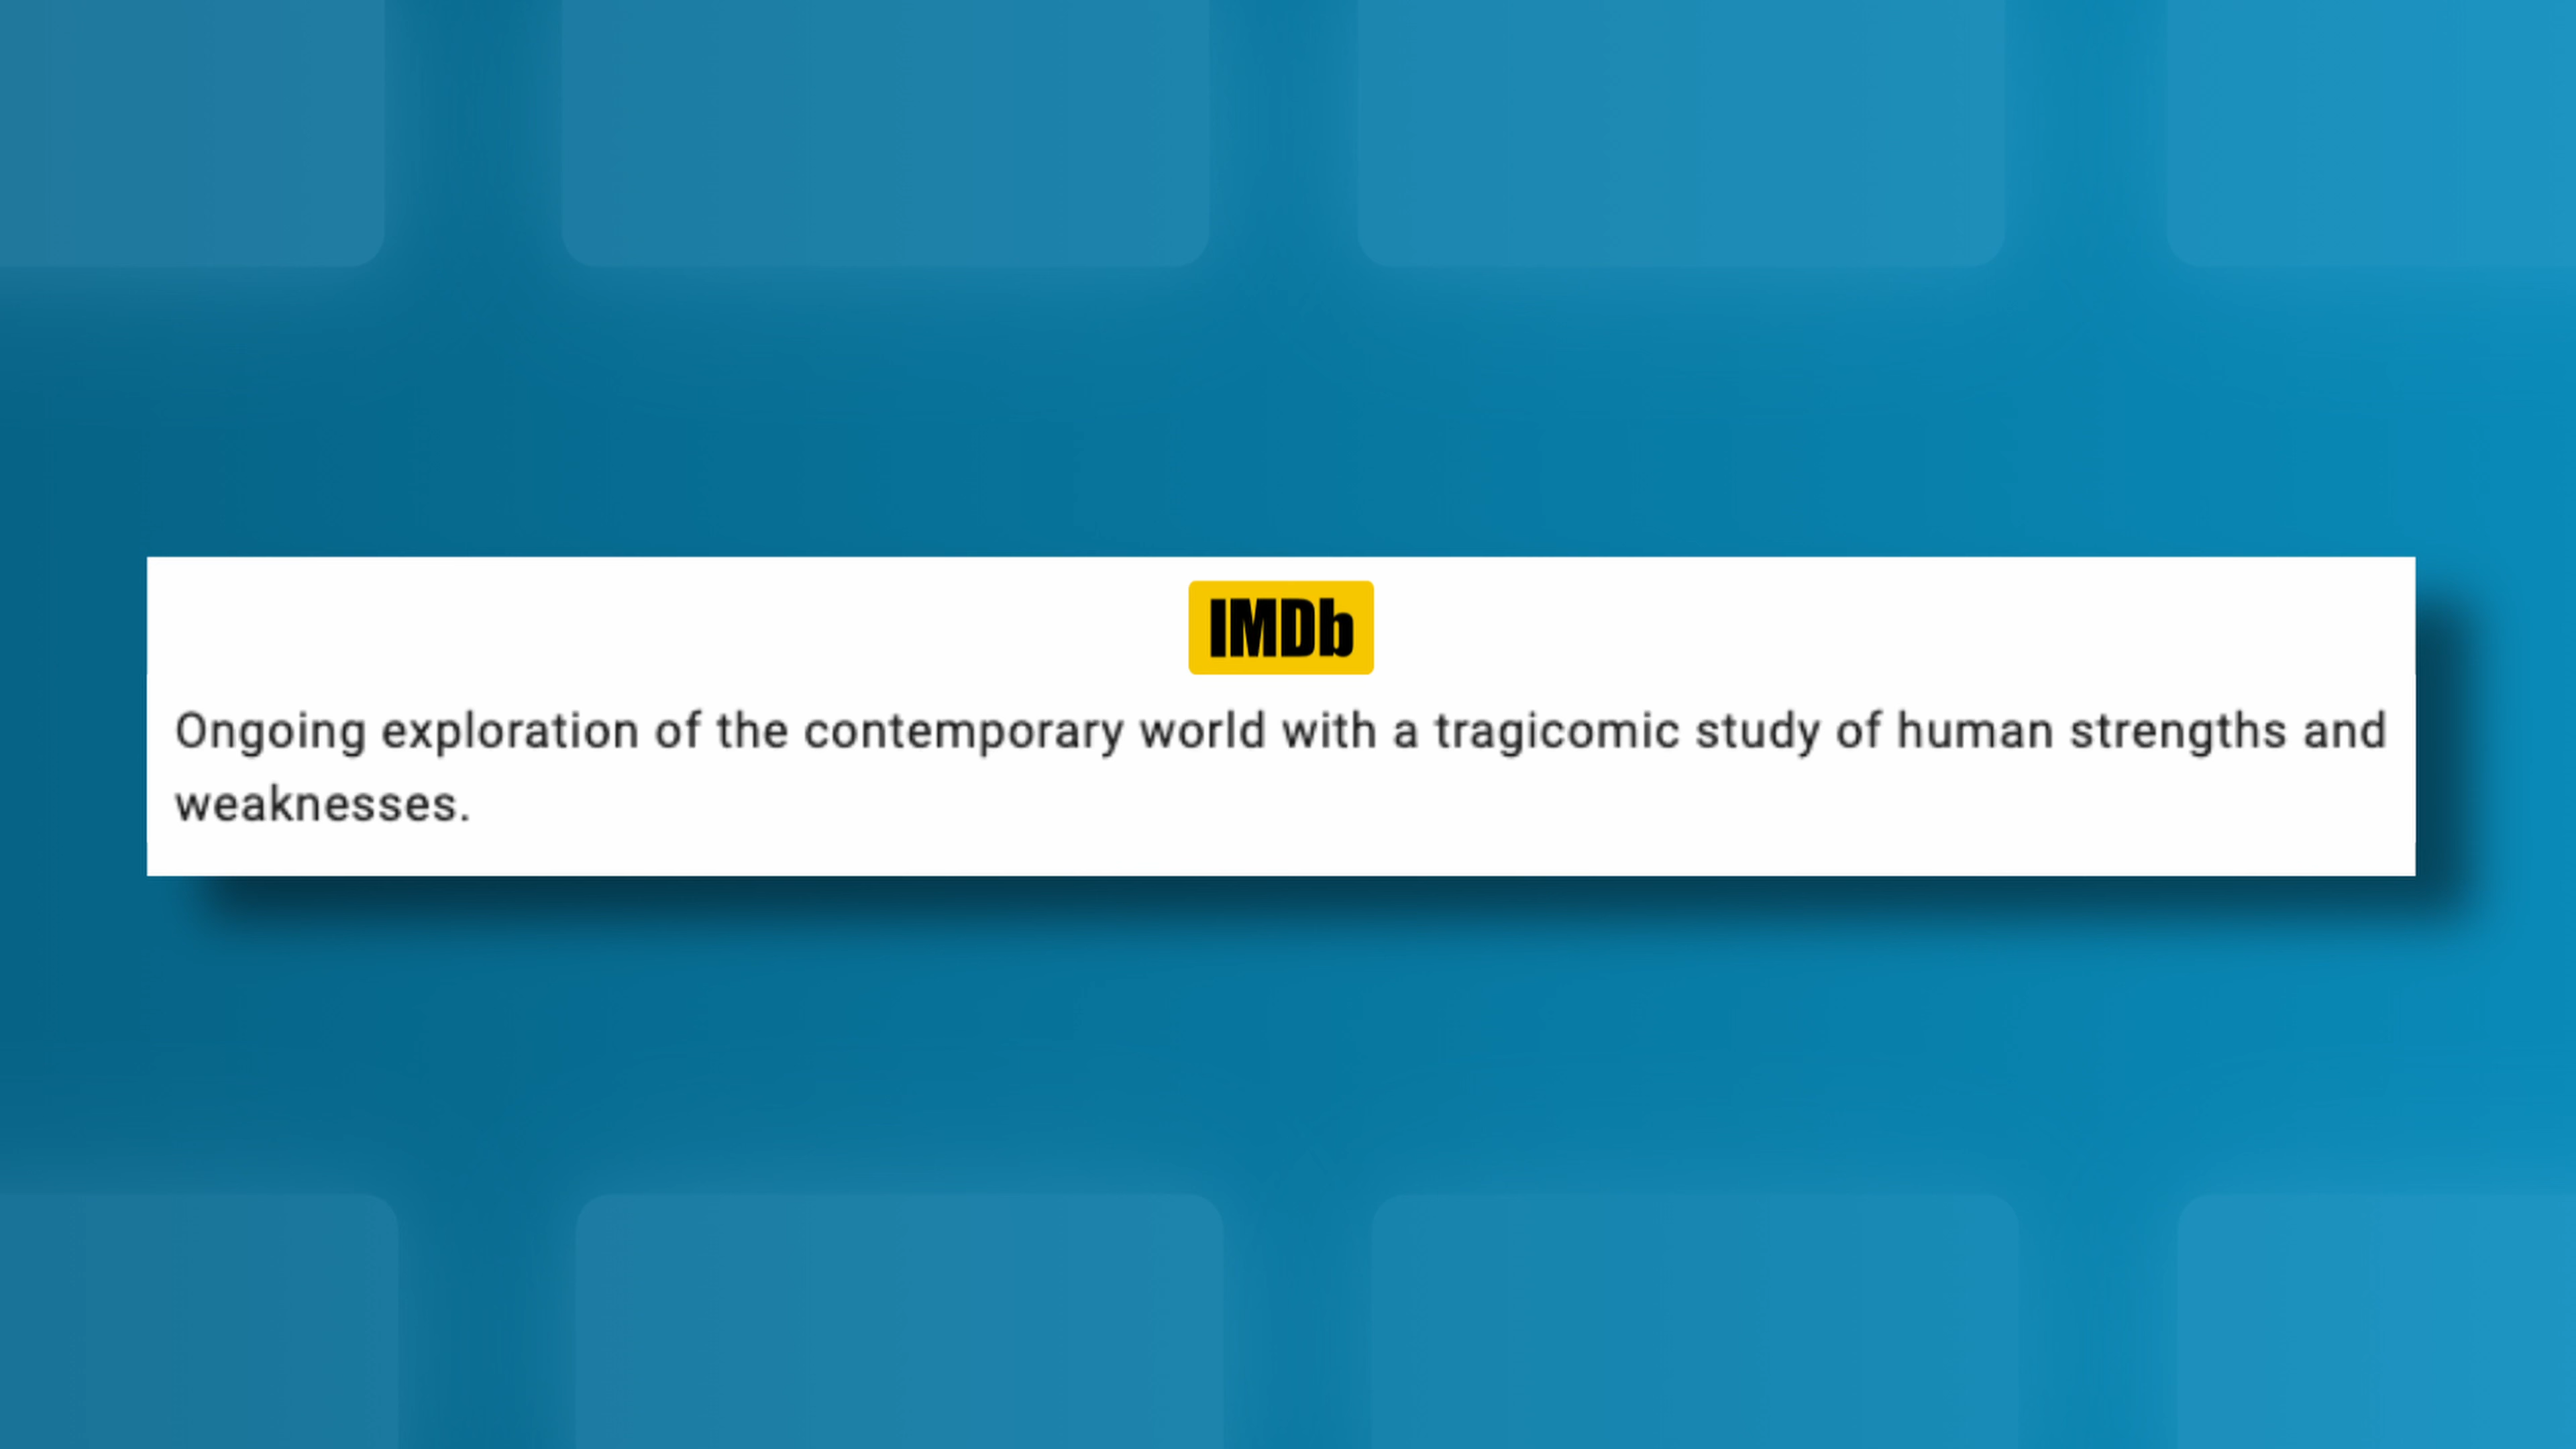 IMDb
Ongoing exploration of the contemporary world with a tragicomic study of human strengths and
weaknesses.